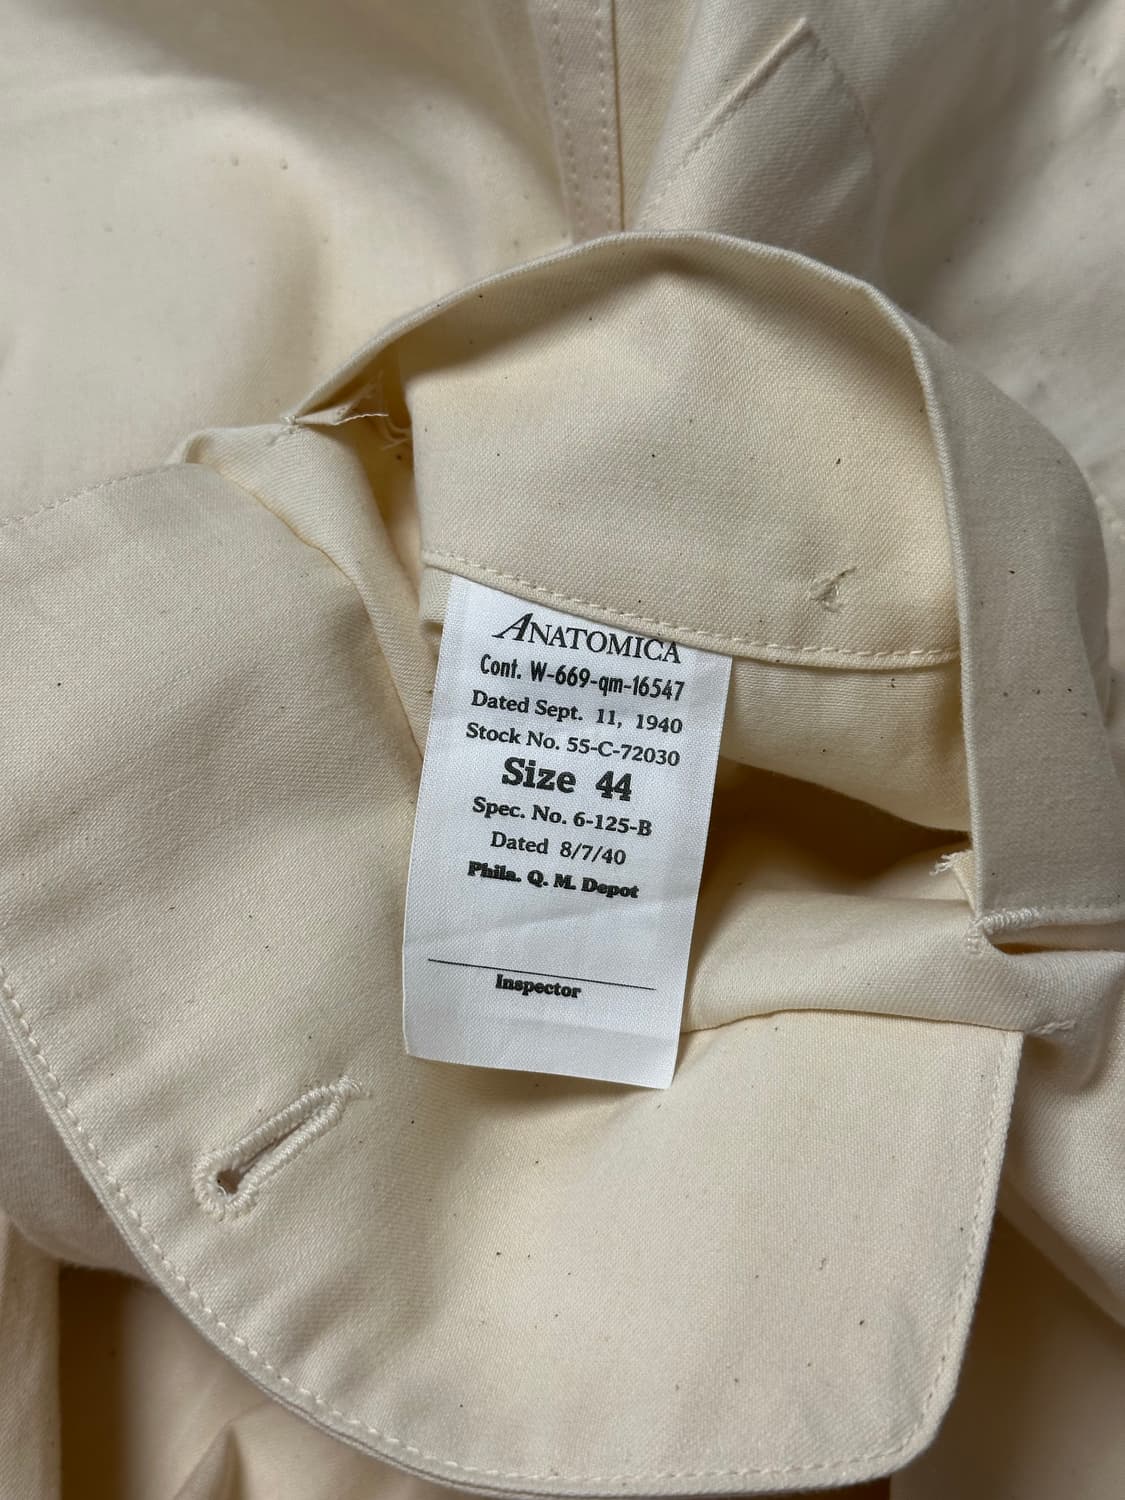 ANATOMICA
Cont. W-669-qm-16547
Dated Sept. 11, 1940
Stock No. 55-C-72030
Size 44
Spec. No. 6-125-B
Dated 8/7/40
Phila. Q. M. Depot
Inspector